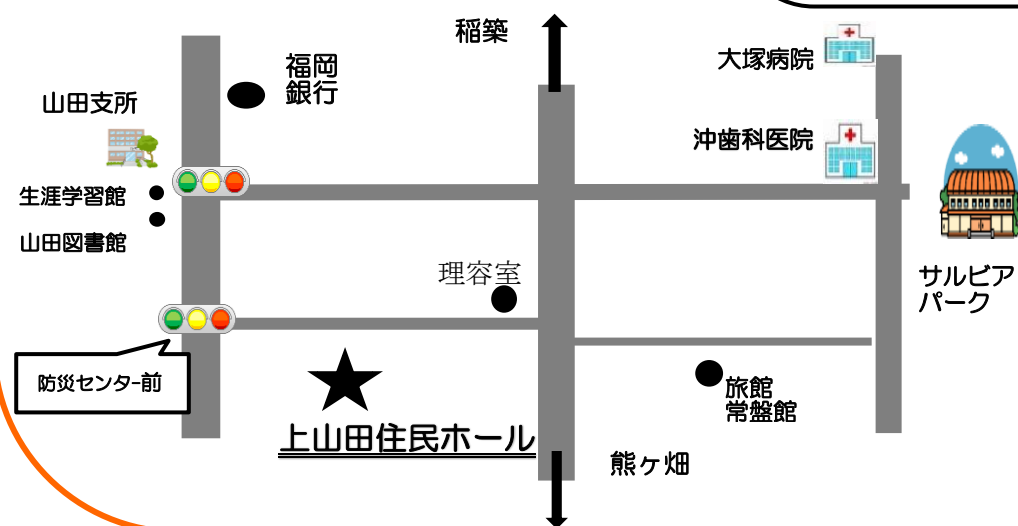 稲築
福岡
銀行
大塚病院
山田支所
沖歯科医院
生涯学習館
山田図書館
理容室
サルビア
パーク
防災センタｰ前
旅館
常盤館
上山田住民ホール
熊ヶ畑